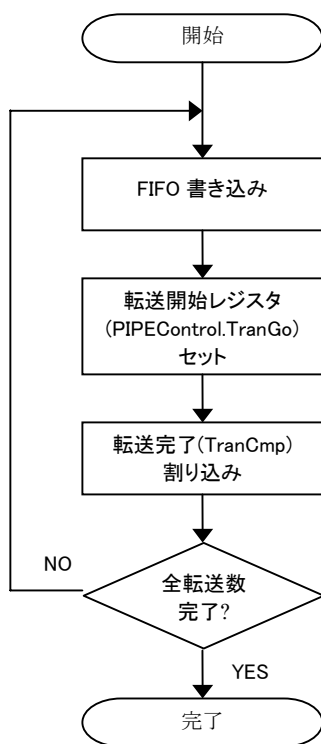 開始
FIFO 書き込み
転送開始レジスタ
(PIPEControl.TranGo)
セット
転送完了(TranCmp)
割り込み
NO
全転送数
完了?
YES
完了